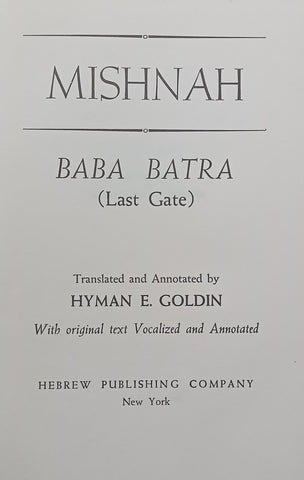 MISHNAH
BABA BATRA
(Last Gate)
Translated and Annotated by
HYMAN E. GOLDIN
With original text Vocalized and Annotated
HEBREW PUBLISHING COMPANY
New York